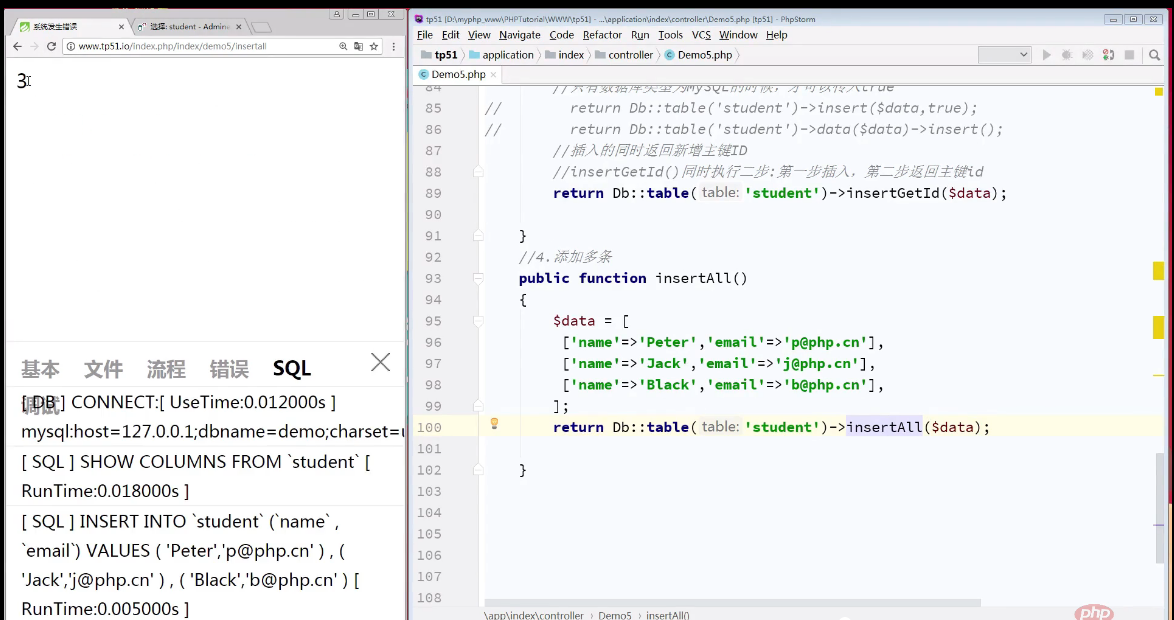 系统发生错误
选择: student - Admine
www.tp51.io/index.php/index/demo5/insertall
3
基本 文件 流程 错误 SQL
调试
[ DB ] CONNECT:[ UseTime:0.012000s ]
mysql:host=127.0.0.1;dbname=demo;charset=u
[ SQL ] SHOW COLUMNS FROM `student` [
RunTime:0.018000s ]
[ SQL ] INSERT INTO `student` (`name` ,
`email`) VALUES ( 'Peter','p@php.cn' ) , (
'Jack','j@php.cn' ) , ( 'Black','b@php.cn' ) [
RunTime:0.005000s ]
tp51 [D:\myphp_www\PHPTutorial\WWW\tp51] - ...\application\index\controller\Demo5.php [tp51] - PhpStorm
File Edit View Navigate Code Refactor Run Tools VCS Window Help
tp51 application index controller Demo5.php
Demo5.php
84 //只有数据库类型为MySQL的时候，才可以传入true
85 // return Db::table('student')->insert($data,true);
86 // return Db::table('student')->data($data)->insert();
87 //插入的同时返回新增主键ID
88 //insertGetId()同时执行二步:第一步插入，第二步返回主键id
89 return Db::table( table: 'student')->insertGetId($data);
90
91 }
92 //4.添加多条
93 public function insertAll()
94 {
95 $data = [
96 ['name'=>'Peter','email'=>'p@php.cn'],
97 ['name'=>'Jack','email'=>'j@php.cn'],
98 ['name'=>'Black','email'=>'b@php.cn'],
99 ];
100 return Db::table( table: 'student')->insertAll($data);
101
102 }
103
104
105
106
107
108
\app\index\controller › Demo5 › insertAll()
php